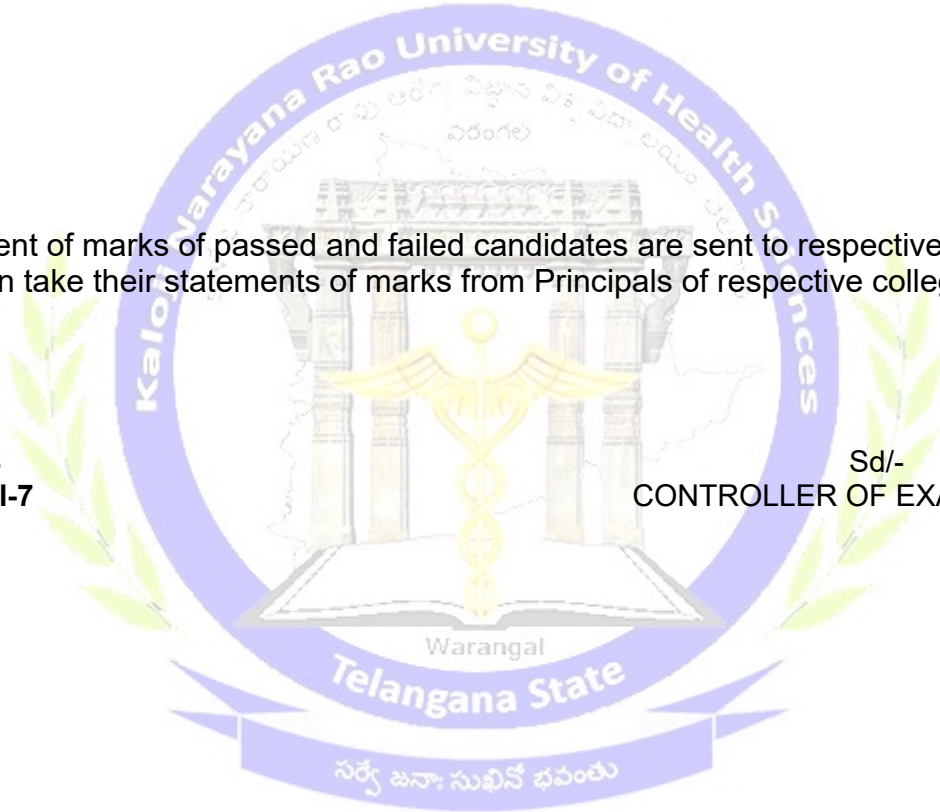 Kaloji Narayana Rao University of Health Sciences
వరంగల్
ent of marks of passed and failed candidates are sent to respective
n take their statements of marks from Principals of respective colleg
Sd/-
I-7
CONTROLLER OF EXA
Warangal
Telangana State
సర్వే జనాః సుఖినో భవంతు